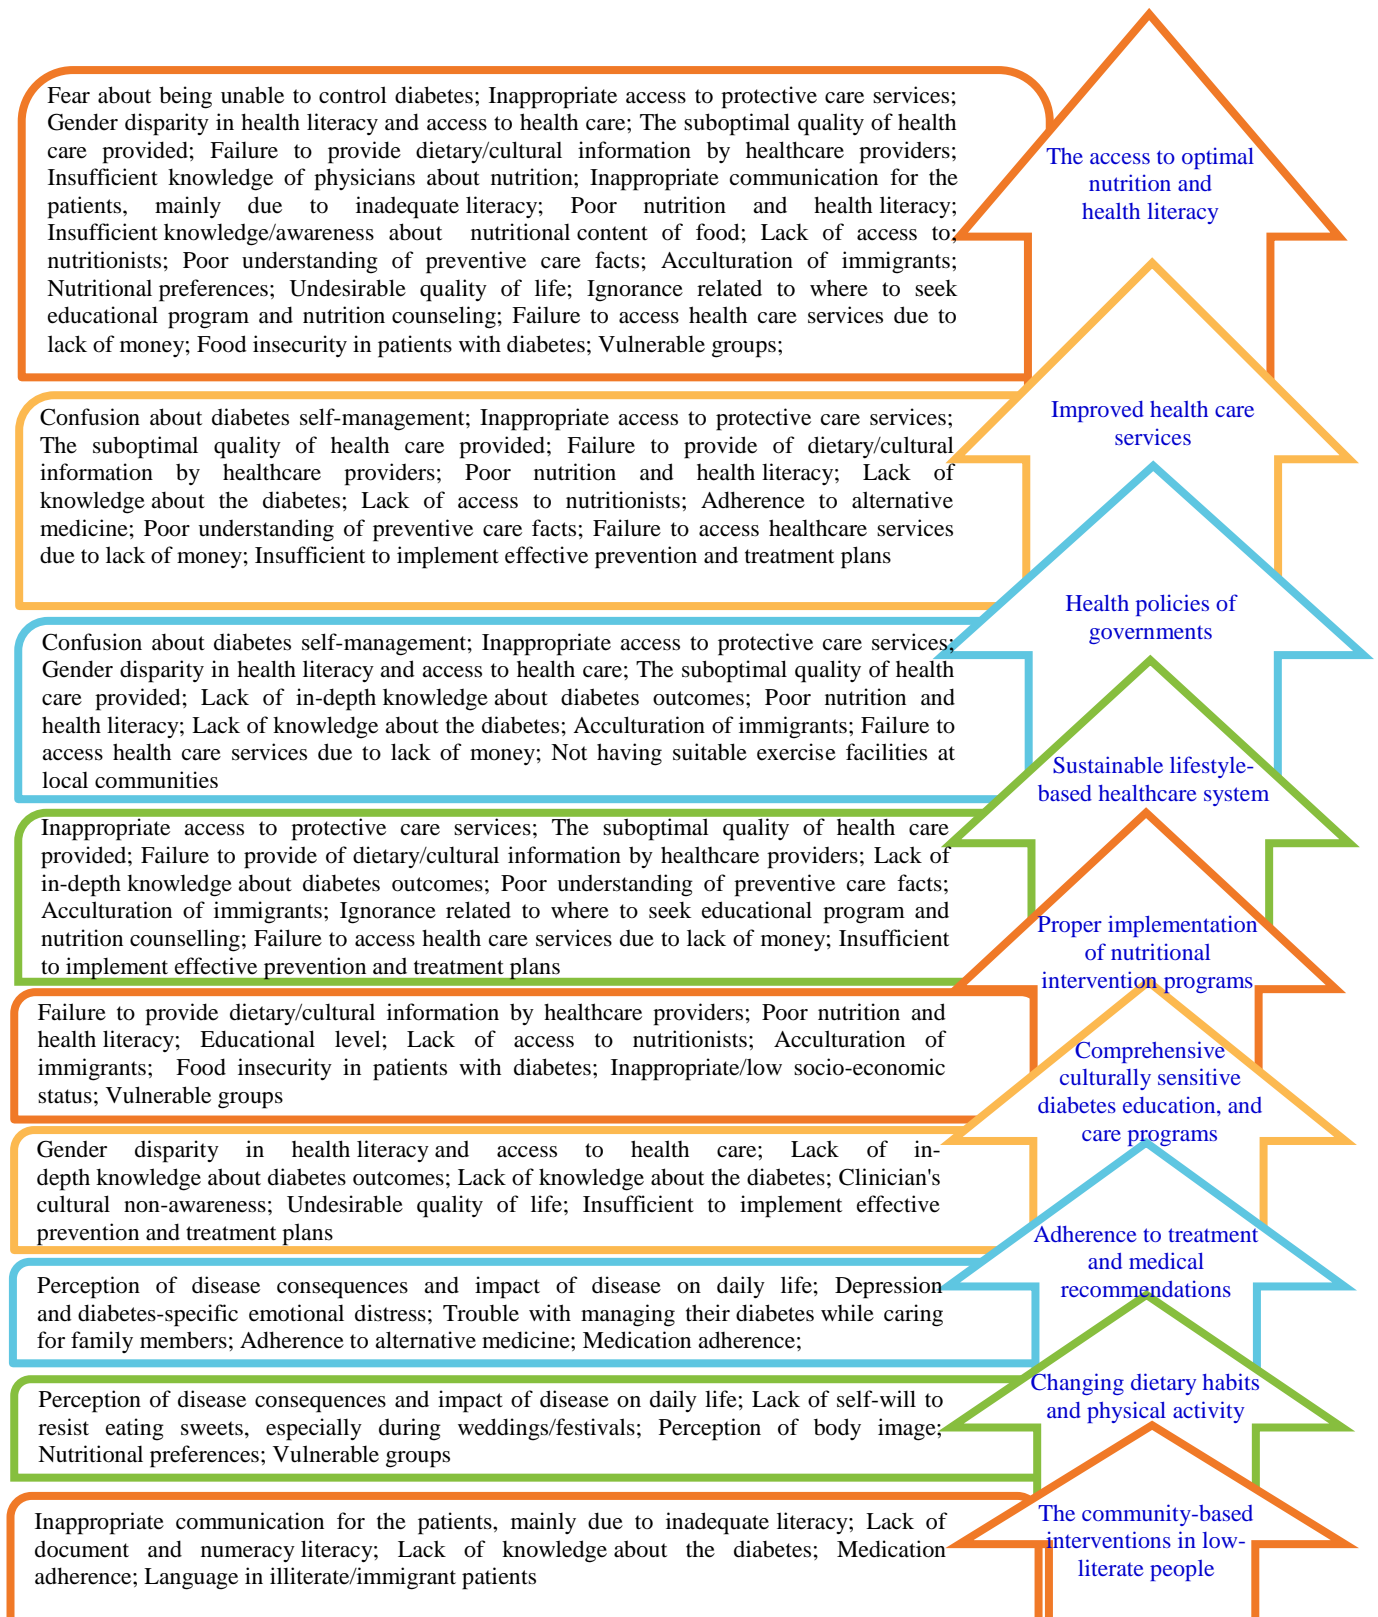 Fear about being unable to control diabetes; Inappropriate access to protective care services;
Gender disparity in health literacy and access to health care; The suboptimal quality of health
care provided; Failure to provide dietary/cultural information by healthcare providers;
Insufficient knowledge of physicians about nutrition; Inappropriate communication for the
patients, mainly due to inadequate literacy; Poor nutrition and health literacy;
Insufficient knowledge/awareness about nutritional content of food; Lack of access to;
nutritionists; Poor understanding of preventive care facts; Acculturation of immigrants;
Nutritional preferences; Undesirable quality of life; Ignorance related to where to seek
educational program and nutrition counseling; Failure to access health care services due to
lack of money; Food insecurity in patients with diabetes; Vulnerable groups;
The access to optimal
nutrition and
health literacy
Confusion about diabetes self-management; Inappropriate access to protective care services;
The suboptimal quality of health care provided; Failure to provide of dietary/cultural
information by healthcare providers; Poor nutrition and health literacy; Lack of
knowledge about the diabetes; Lack of access to nutritionists; Adherence to alternative
medicine; Poor understanding of preventive care facts; Failure to access healthcare services
due to lack of money; Insufficient to implement effective prevention and treatment plans
Improved health care
services
Confusion about diabetes self-management; Inappropriate access to protective care services;
Gender disparity in health literacy and access to health care; The suboptimal quality of health
care provided; Lack of in-depth knowledge about diabetes outcomes; Poor nutrition and
health literacy; Lack of knowledge about the diabetes; Acculturation of immigrants; Failure to
access health care services due to lack of money; Not having suitable exercise facilities at
local communities
Health policies of
governments
Inappropriate access to protective care services; The suboptimal quality of health care
provided; Failure to provide of dietary/cultural information by healthcare providers; Lack of
in-depth knowledge about diabetes outcomes; Poor understanding of preventive care facts;
Acculturation of immigrants; Ignorance related to where to seek educational program and
nutrition counselling; Failure to access health care services due to lack of money; Insufficient
to implement effective prevention and treatment plans
Sustainable lifestyle-
based healthcare system
Failure to provide dietary/cultural information by healthcare providers; Poor nutrition and
health literacy; Educational level; Lack of access to nutritionists; Acculturation of
immigrants; Food insecurity in patients with diabetes; Inappropriate/low socio-economic
status; Vulnerable groups
Proper implementation
of nutritional
intervention programs
Gender disparity in health literacy and access to health care; Lack of in-
depth knowledge about diabetes outcomes; Lack of knowledge about the diabetes; Clinician's
cultural non-awareness; Undesirable quality of life; Insufficient to implement effective
prevention and treatment plans
Comprehensive
culturally sensitive
diabetes education, and
care programs
Perception of disease consequences and impact of disease on daily life; Depression
and diabetes-specific emotional distress; Trouble with managing their diabetes while caring
for family members; Adherence to alternative medicine; Medication adherence;
Adherence to treatment
and medical
recommendations
Perception of disease consequences and impact of disease on daily life; Lack of self-will to
resist eating sweets, especially during weddings/festivals; Perception of body image;
Nutritional preferences; Vulnerable groups
Changing dietary habits
and physical activity
Inappropriate communication for the patients, mainly due to inadequate literacy; Lack of
document and numeracy literacy; Lack of knowledge about the diabetes; Medication
adherence; Language in illiterate/immigrant patients
The community-based
interventions in low-
literate people